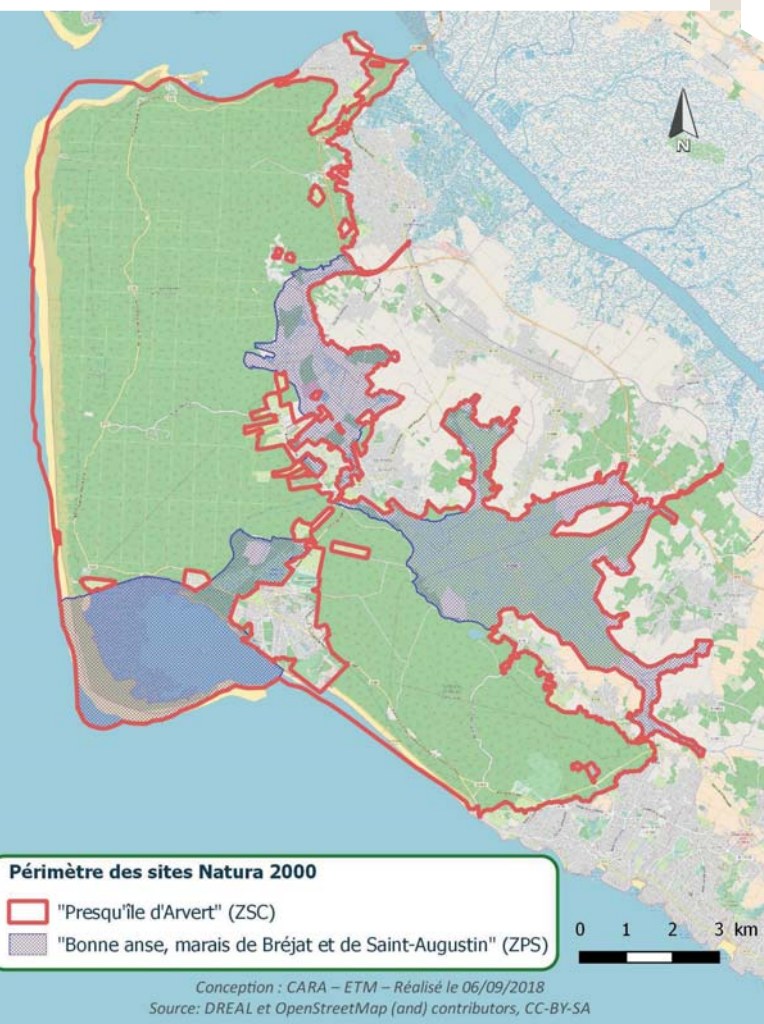 N
Périmètre des sites Natura 2000
"Presqu'île d'Arvert" (ZSC)
"Bonne anse, marais de Bréjat et de Saint-Augustin" (ZPS)
0 1 2 3 km
Conception : CARA – ETM – Réalisé le 06/09/2018
Source: DREAL et OpenStreetMap (and) contributors, CC-BY-SA